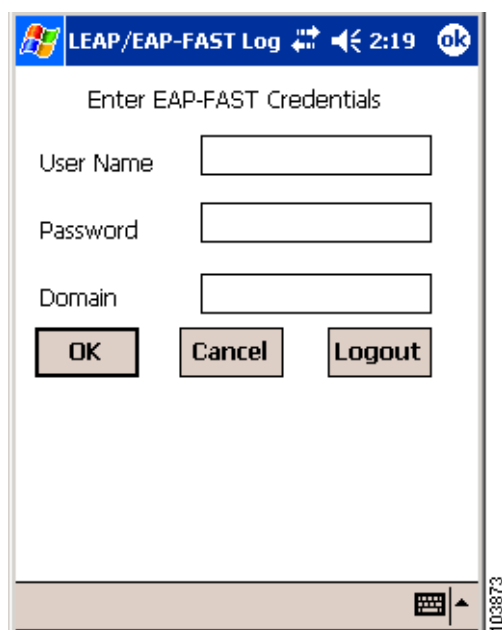 LEAP/EAP-FAST Log 2:19 ok
Enter EAP-FAST Credentials
User Name
Password
Domain
OK Cancel Logout
103873